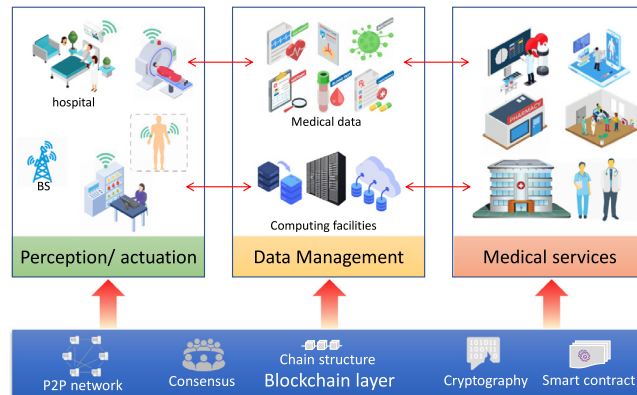 hospital
BS
Perception/ actuation
Medical data
Computing facilities
Data Management
PHARMACY
Medical services
P2P network
Consensus
Chain structure
Blockchain layer
Cryptography
Smart contract